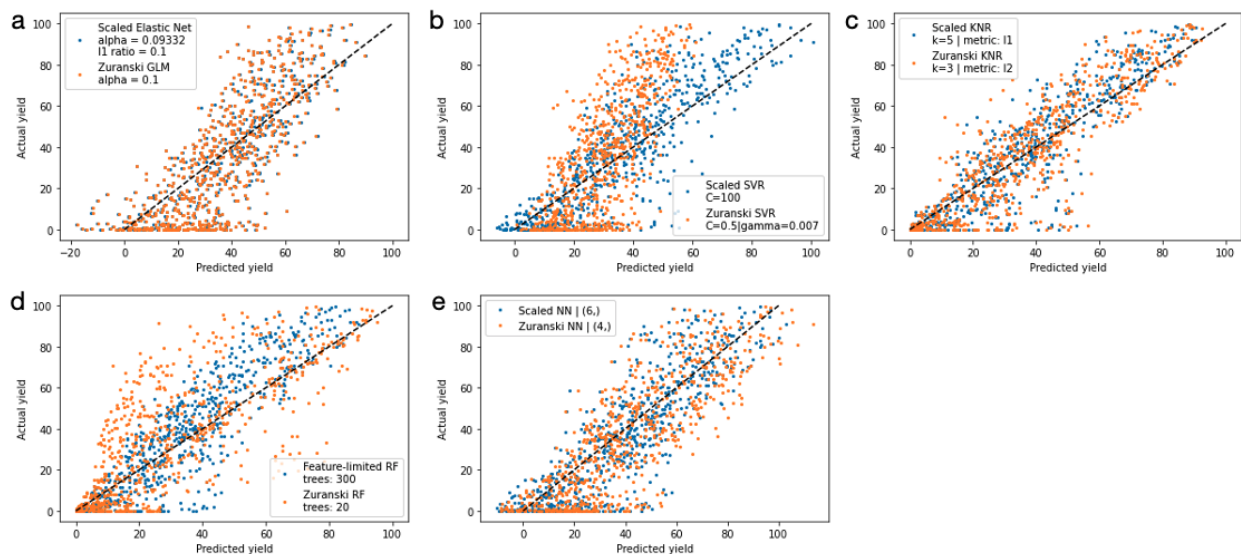 a
Scaled Elastic Net
alpha = 0.09332
l1 ratio = 0.1
Zuranski GLM
alpha = 0.1
Actual yield
100
80
60
40
20
0
−20
0
20
40
60
80
100
Predicted yield
b
Scaled SVR
C=100
Zuranski SVR
C=0.5|gamma=0.007
Actual yield
100
80
60
40
20
0
0
20
40
60
80
100
Predicted yield
c
Scaled KNR
k=5 | metric: l1
Zuranski KNR
k=3 | metric: l2
Actual yield
100
80
60
40
20
0
0
20
40
60
80
100
Predicted yield
d
Feature-limited RF
trees: 300
Zuranski RF
trees: 20
Actual yield
100
80
60
40
20
0
0
20
40
60
80
100
Predicted yield
e
Scaled NN | (6,)
Zuranski NN | (4,)
Actual yield
100
80
60
40
20
0
0
20
40
60
80
100
Predicted yield